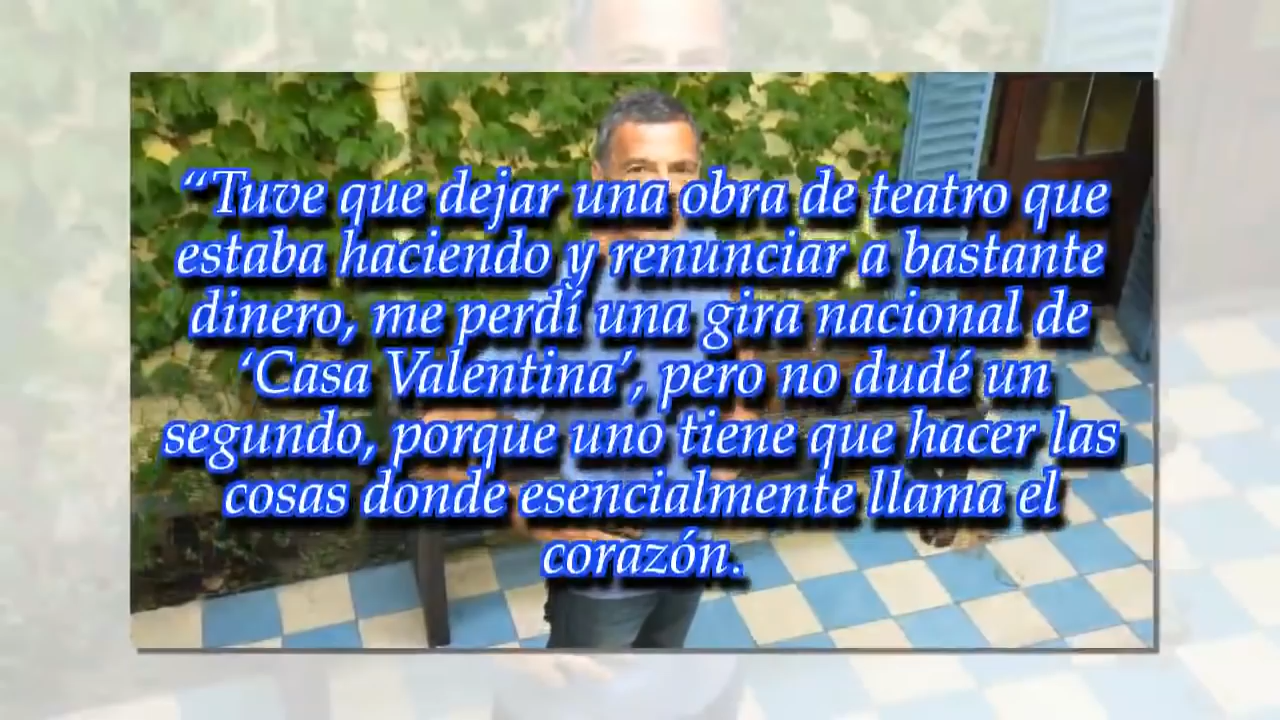 “Tuve que dejar una obra de teatro que
estaba haciendo y renunciar a bastante
dinero, me perdí una gira nacional de
‘Casa Valentina’, pero no dudé un
segundo, porque uno tiene que hacer las
cosas donde esencialmente llama el
corazón.